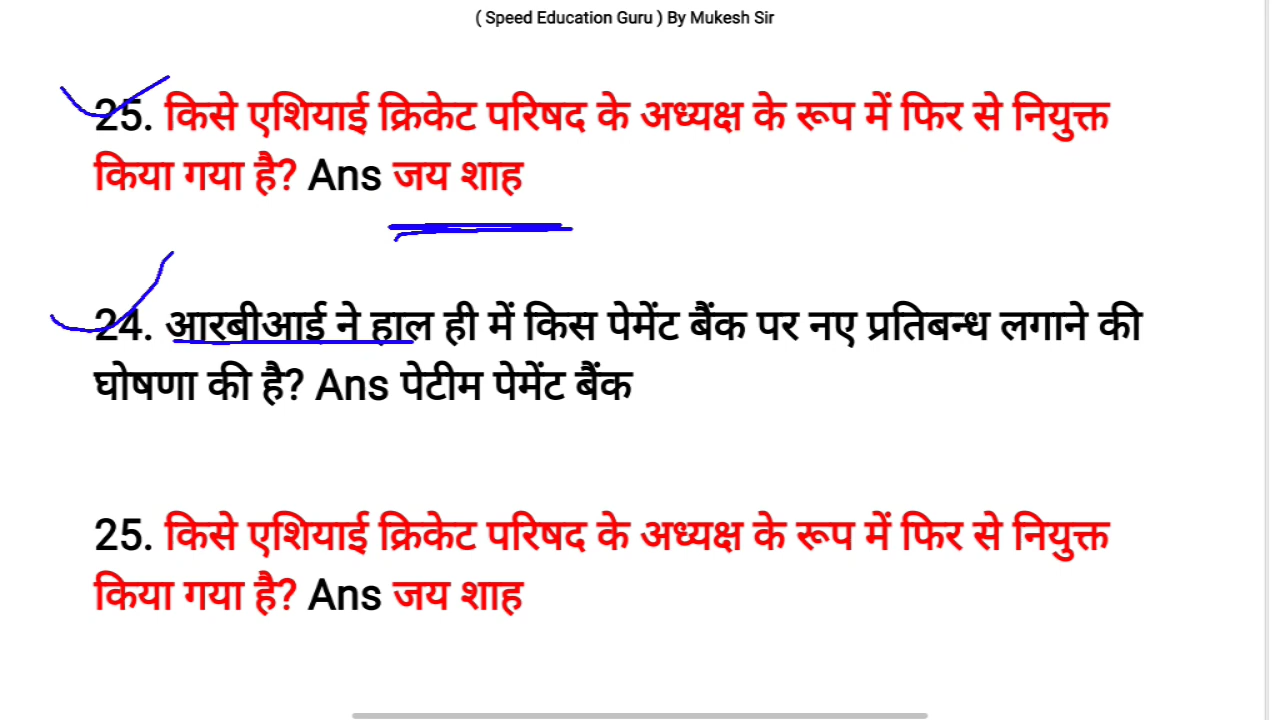 ( Speed Education Guru ) By Mukesh Sir
25. किसे एशियाई क्रिकेट परिषद के अध्यक्ष के रूप में फिर से नियुक्त
किया गया है? Ans जय शाह
24. आरबीआई ने हाल ही में किस पेमेंट बैंक पर नए प्रतिबन्ध लगाने की
घोषणा की है? Ans पेटीम पेमेंट बैंक
25. किसे एशियाई क्रिकेट परिषद के अध्यक्ष के रूप में फिर से नियुक्त
किया गया है? Ans जय शाह